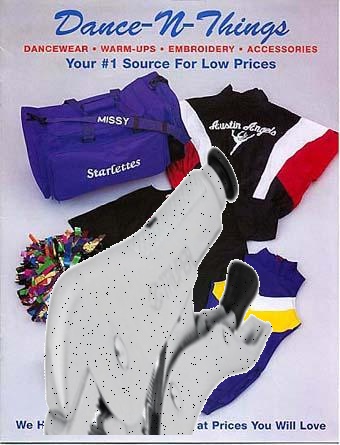 Dance-N-Things
DANCEWEAR • WARM-UPS • EMBROIDERY • ACCESSORIES
Your #1 Source For Low Prices
MISSY
Austin Angels
Starlettes
We H
at Prices You Will Love